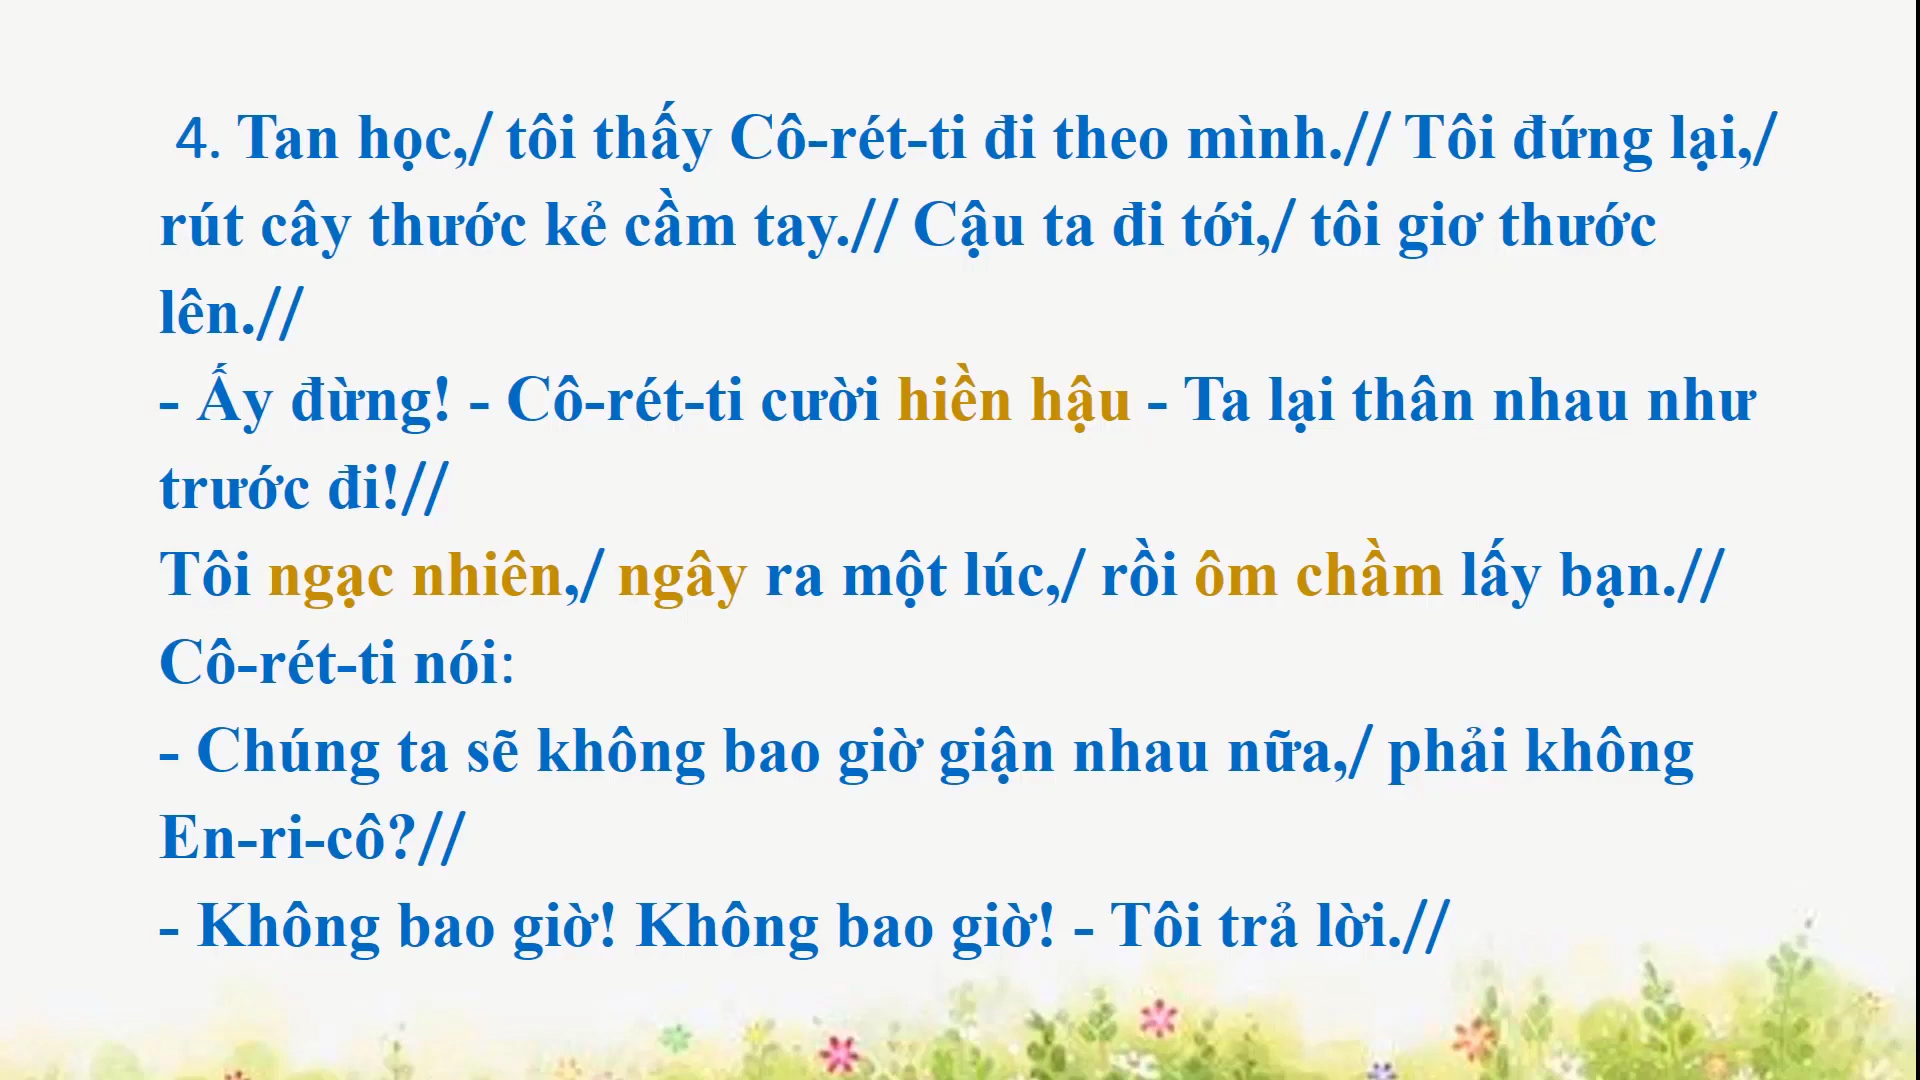 4. Tan học,/ tôi thấy Cô-rét-ti đi theo mình.// Tôi đứng lại,/
rút cây thước kẻ cầm tay.// Cậu ta đi tới,/ tôi giơ thước
lên.//
- Ấy đừng! - Cô-rét-ti cười hiền hậu - Ta lại thân nhau như
trước đi!//
Tôi ngạc nhiên,/ ngây ra một lúc,/ rồi ôm chầm lấy bạn.//
Cô-rét-ti nói:
- Chúng ta sẽ không bao giờ giận nhau nữa,/ phải không
En-ri-cô?//
- Không bao giờ! Không bao giờ! - Tôi trả lời.//